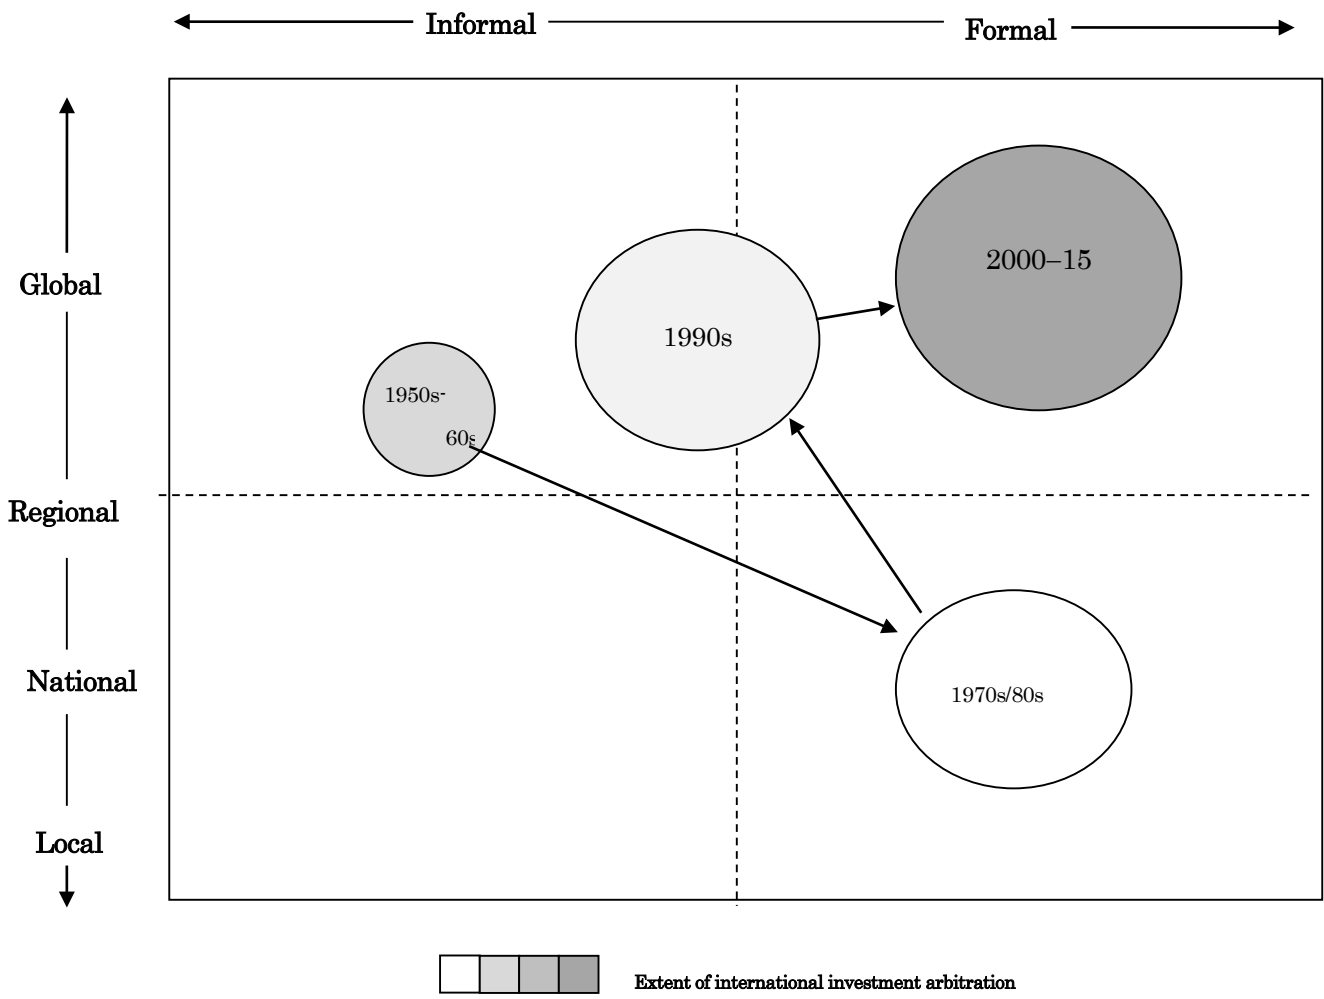 Informal
Formal
Global
Regional
National
Local
2000–15
1990s
1950s-
60s
1970s/80s
Extent of international investment arbitration